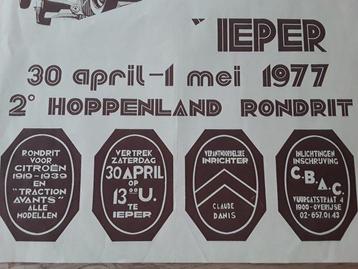 " IEPER
30 april-1 mei 1977
2° HOPPENLAND RONDRIT
RONDRIT
VOOR
CITROËN
1919-1939
EN
"TRACTION
AVANTS"
ALLE
MODELLEN
VERTREK
ZATERDAG
30 APRIL
OP
13°°U.
TE
IEPER
VERANTWOORDELIJKE
INRICHTER
CLAUDE
DANIS
INLICHTINGEN
INSCHRIJVING
C.B.A.C.
VUURGATSTRAAT 4
1900-OVERIJSE
02-657.01.43